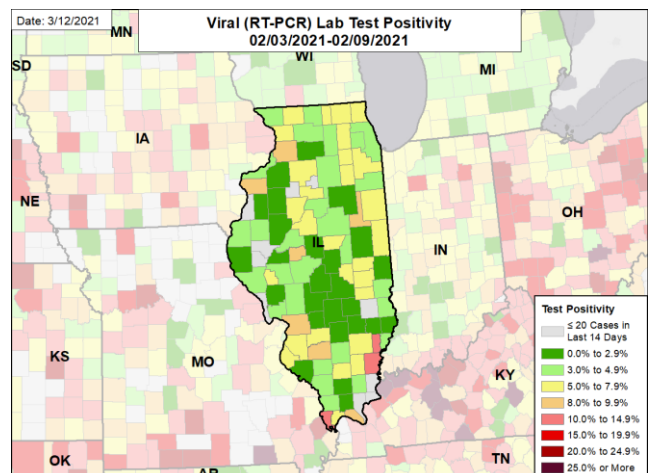 Date: 3/12/2021
Viral (RT-PCR) Lab Test Positivity
02/03/2021-02/09/2021
MN
SD
WI
MI
IA
NE
OH
IL
IN
KS
MO
KY
OK
AR
TN
Test Positivity
≤ 20 Cases in
Last 14 Days
0.0% to 2.9%
3.0% to 4.9%
5.0% to 7.9%
8.0% to 9.9%
10.0% to 14.9%
15.0% to 19.9%
20.0% to 24.9%
25.0% or More